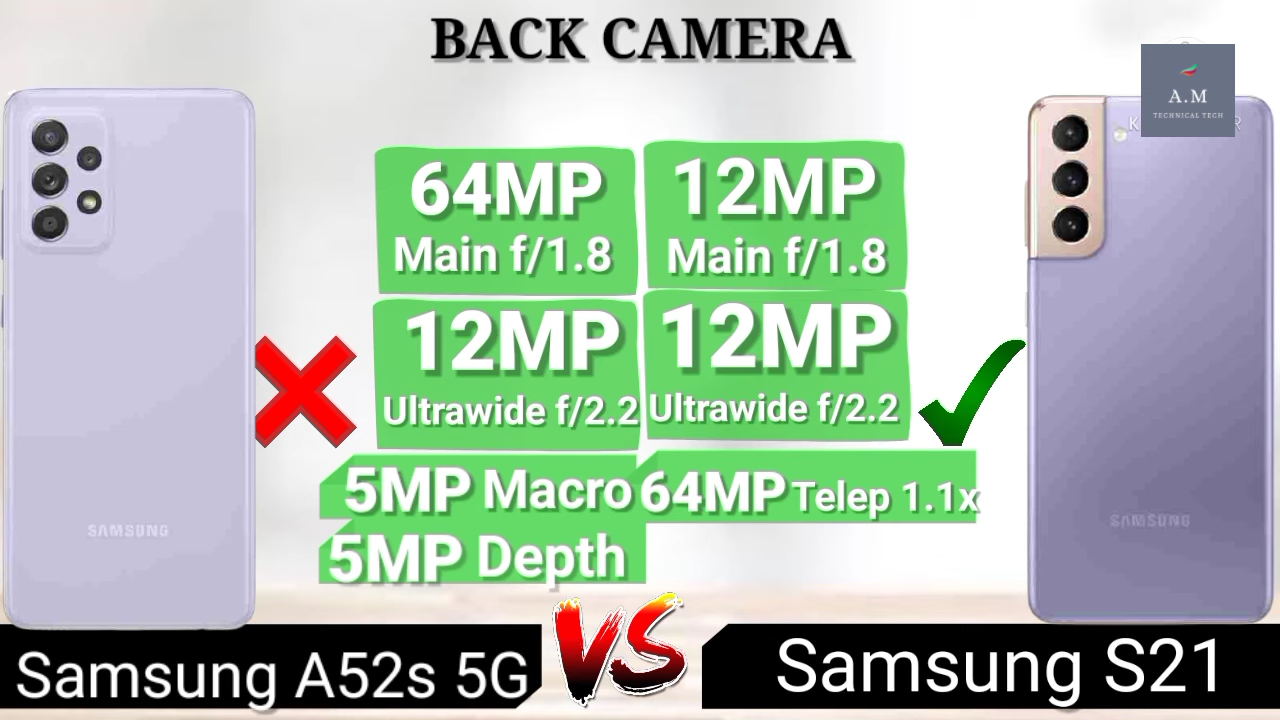 BACK CAMERA
A.M
TECHNICAL TECH
64MP
Main f/1.8
12MP
Main f/1.8
12MP
Ultrawide f/2.2
12MP
Ultrawide f/2.2
5MP Macro
64MP Telep 1.1x
5MP Depth
SAMSUNG
SAMSUNG
VS
Samsung A52s 5G
Samsung S21